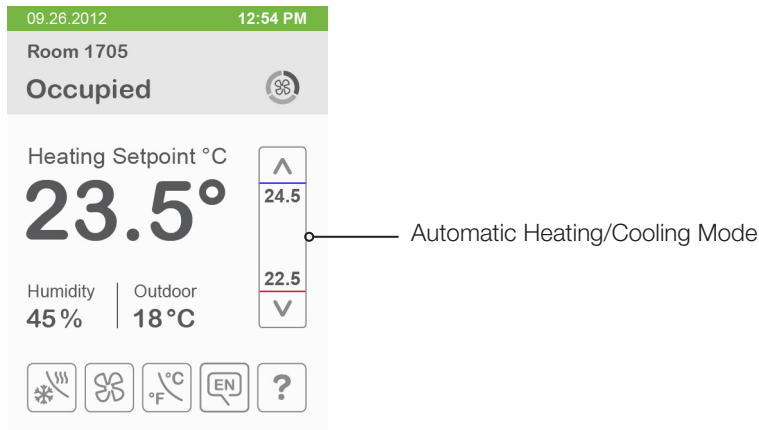 09.26.2012 12:54 PM
Room 1705
Occupied
Heating Setpoint °C
23.5°
24.5
Automatic Heating/Cooling Mode
22.5
Humidity Outdoor
45% 18°C
°F °C EN ?